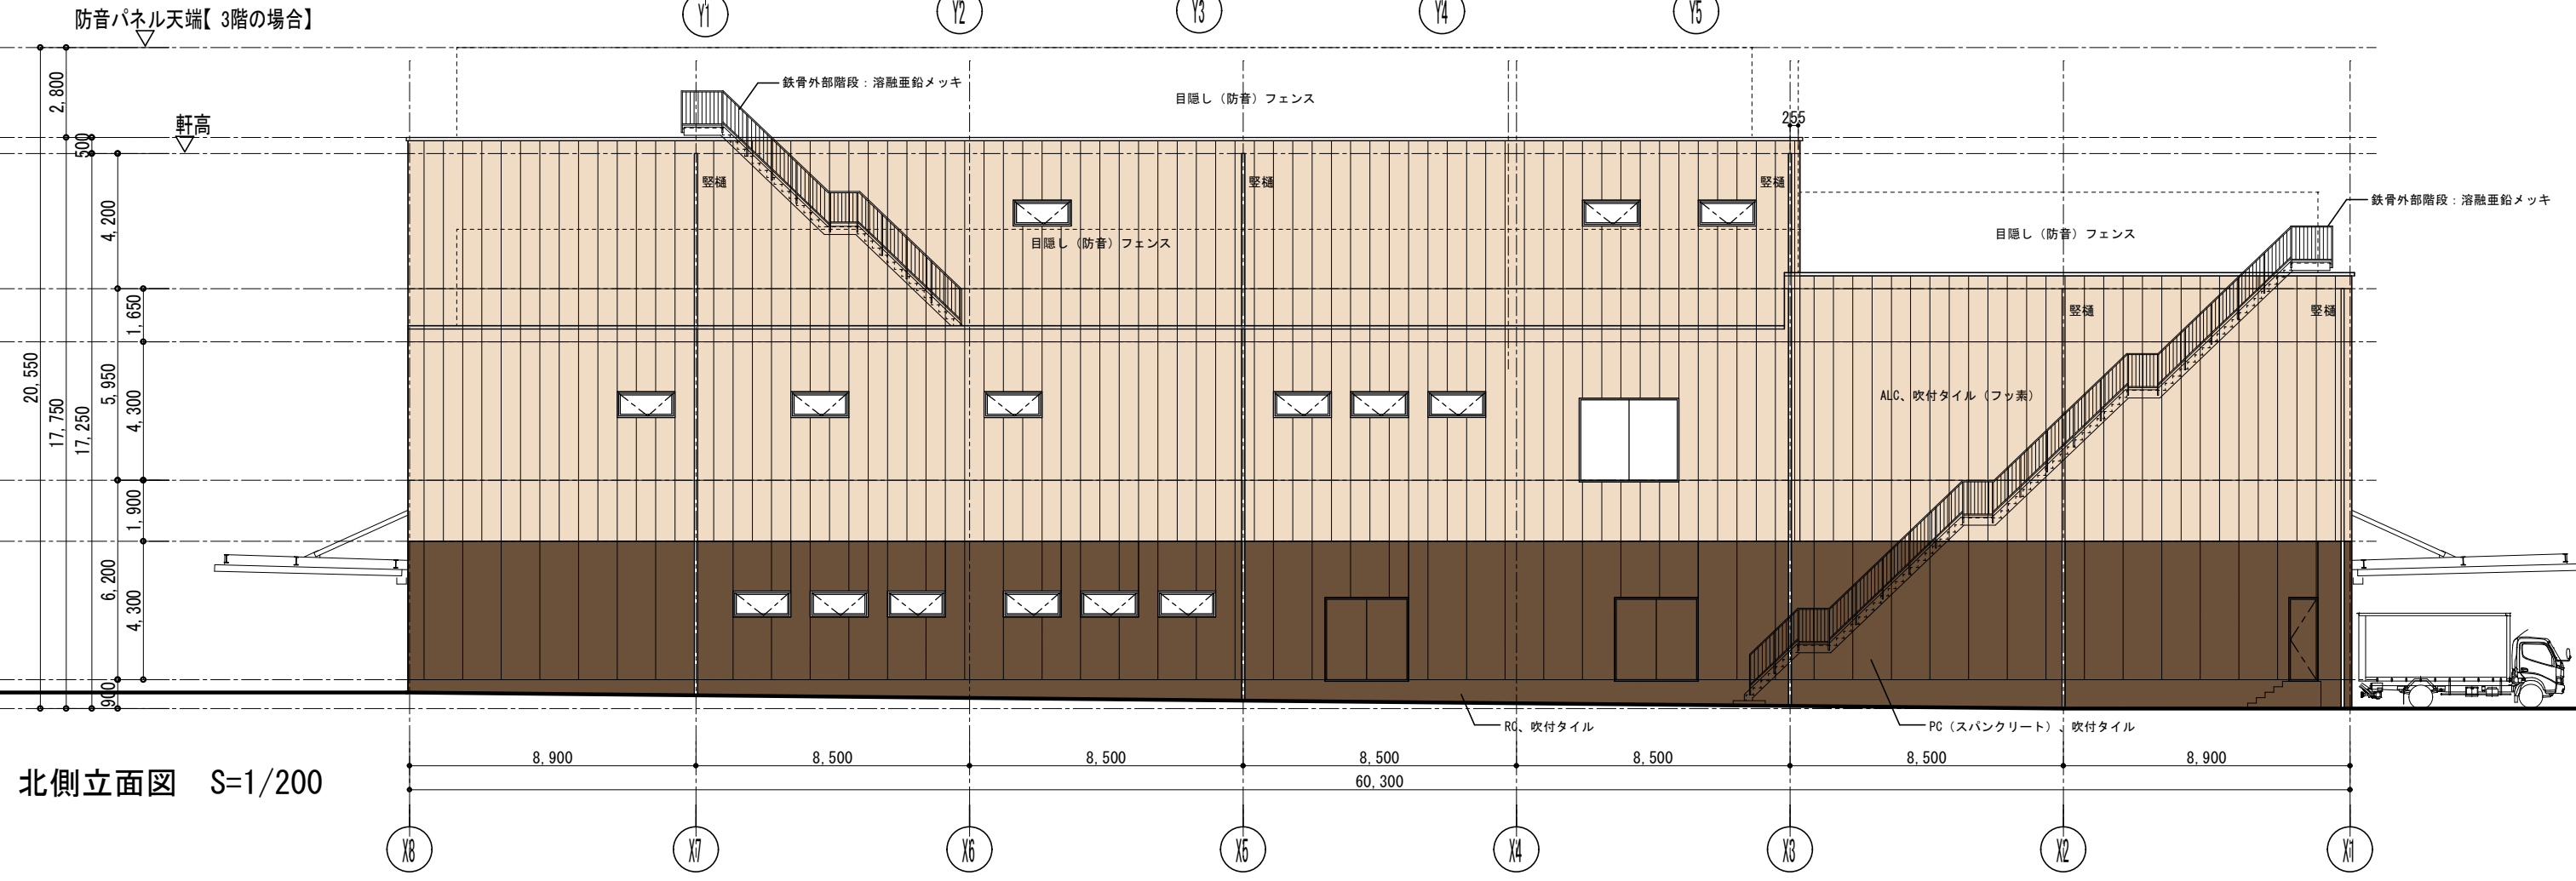 防音パネル天端【 3階の場合】
Y1
Y2
Y3
Y4
Y5
2,800
鉄骨外部階段：溶融亜鉛メッキ
目隠し（防音）フェンス
軒高
500
255
竪樋
竪樋
竪樋
4,200
鉄骨外部階段：溶融亜鉛メッキ
目隠し（防音）フェンス
目隠し（防音）フェンス
1,650
竪樋
竪樋
20,550
17,750
17,250
5,950
4,300
ALC、吹付タイル（フッ素）
1,900
6,200
4,300
900
RC、吹付タイル
PC（スパンクリート）、吹付タイル
8,900
8,500
8,500
8,500
8,500
8,500
8,900
60,300
北側立面図 S=1/200
X8
X7
X6
X5
X4
X3
X2
X1